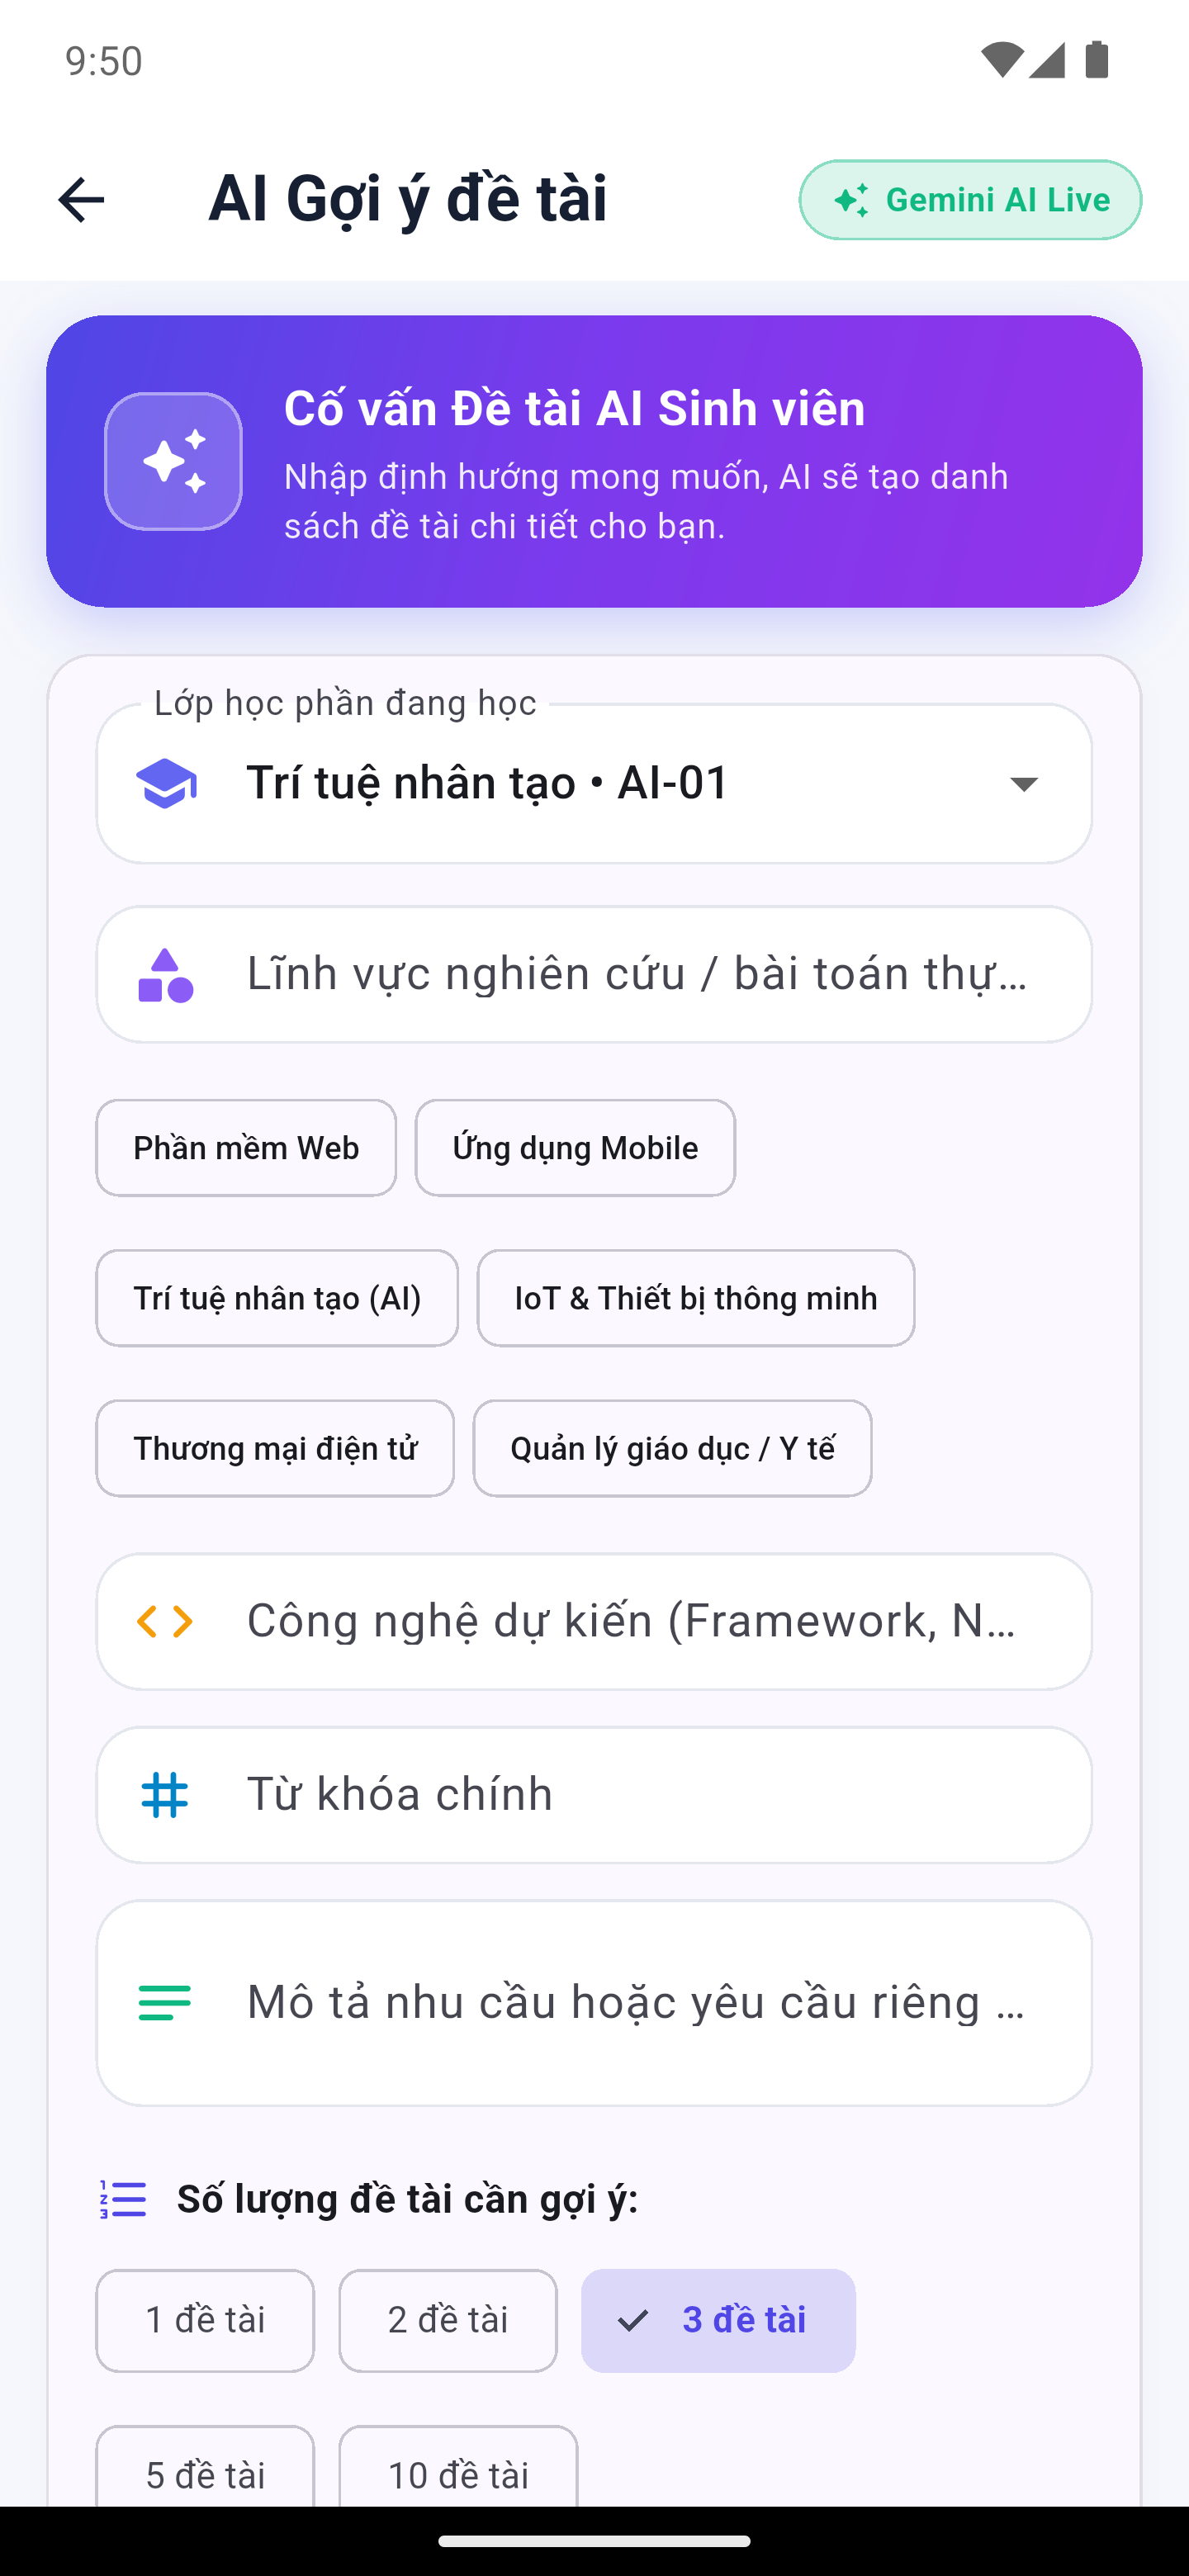 9:50
AI Gợi ý đề tài
Gemini AI Live
Cố vấn Đề tài AI Sinh viên
Nhập định hướng mong muốn, AI sẽ tạo danh
sách đề tài chi tiết cho bạn.
Lớp học phần đang học
Trí tuệ nhân tạo • AI-01
Lĩnh vực nghiên cứu / bài toán thự...
Phần mềm Web
Ứng dụng Mobile
Trí tuệ nhân tạo (AI)
IoT & Thiết bị thông minh
Thương mại điện tử
Quản lý giáo dục / Y tế
Công nghệ dự kiến (Framework, N...
Từ khóa chính
Mô tả nhu cầu hoặc yêu cầu riêng ...
Số lượng đề tài cần gợi ý:
1 đề tài
2 đề tài
3 đề tài
5 đề tài
10 đề tài